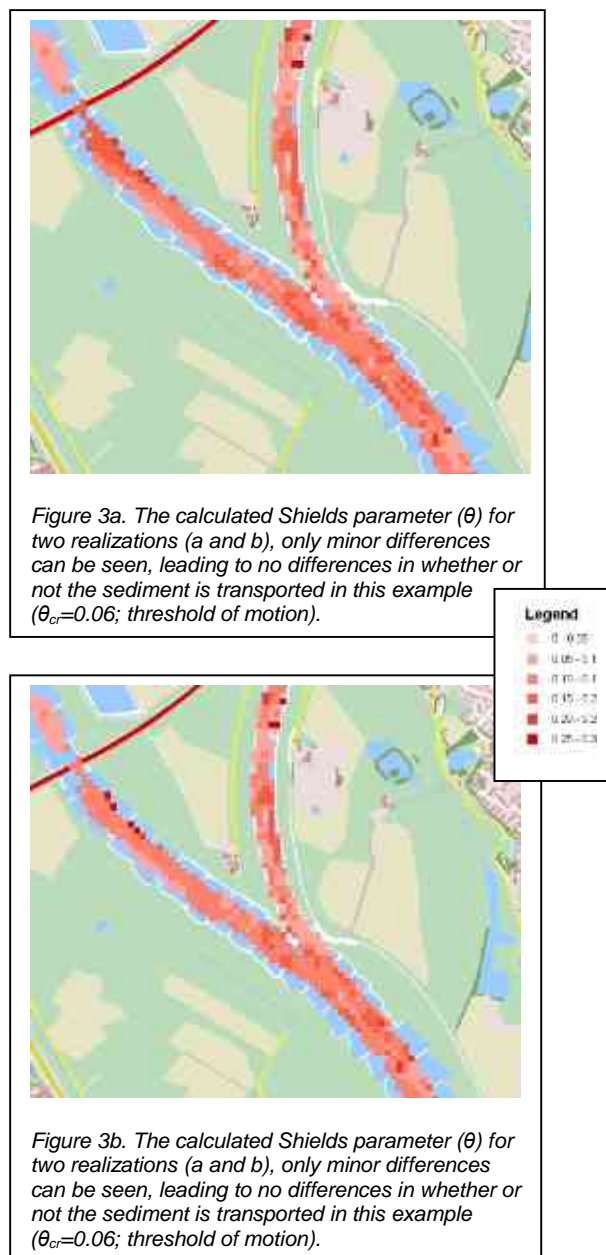 Figure 3a. The calculated Shields parameter (θ) for
two realizations (a and b), only minor differences
can be seen, leading to no differences in whether or
not the sediment is transported in this example
(θcr=0.06; threshold of motion).
Legend
Figure 3b. The calculated Shields parameter (θ) for
two realizations (a and b), only minor differences
can be seen, leading to no differences in whether or
not the sediment is transported in this example
(θcr=0.06; threshold of motion).